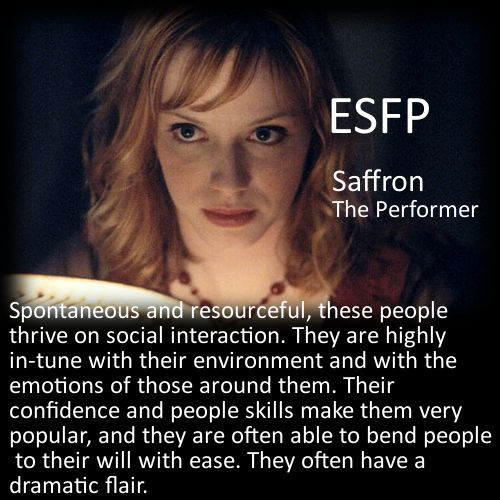 ESFP
Saffron
The Performer
Spontaneous and resourceful, these people
thrive on social interaction. They are highly
in-tune with their environment and with the
emotions of those around them. Their
confidence and people skills make them very
popular, and they are often able to bend people
to their will with ease. They often have a
dramatic flair.